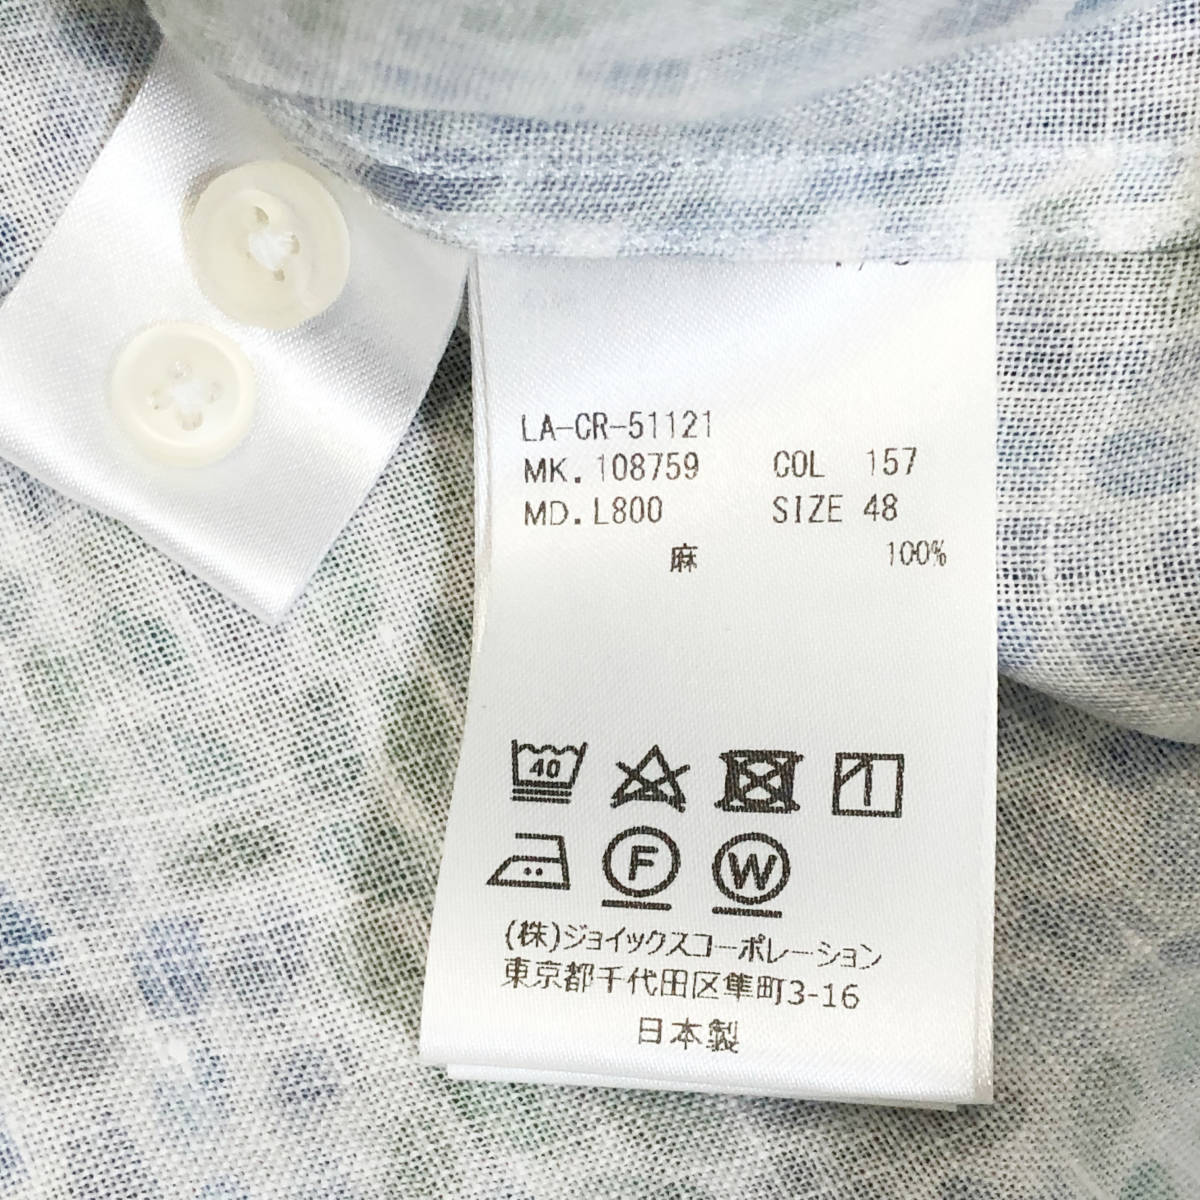 LA-CR-51121
MK. 108759 COL 157
MD. L800 SIZE 48
麻 100%
40
F W
(株)ジョイックスコーポレーション
東京都千代田区隼町3-16
日本製